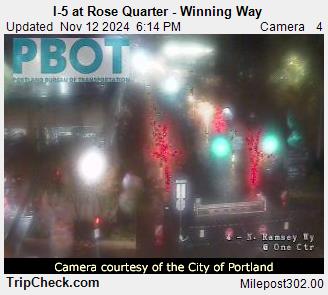 I-5 at Rose Quarter - Winning Way
Updated Nov 12 2024 6:14 PM Camera 4
PBOT
PORTLAND BUREAU OF TRANSPORTATION
4 - N. Ramsey Wy
@ One Ctr
Camera courtesy of the City of Portland
TripCheck.com Milepost302.00